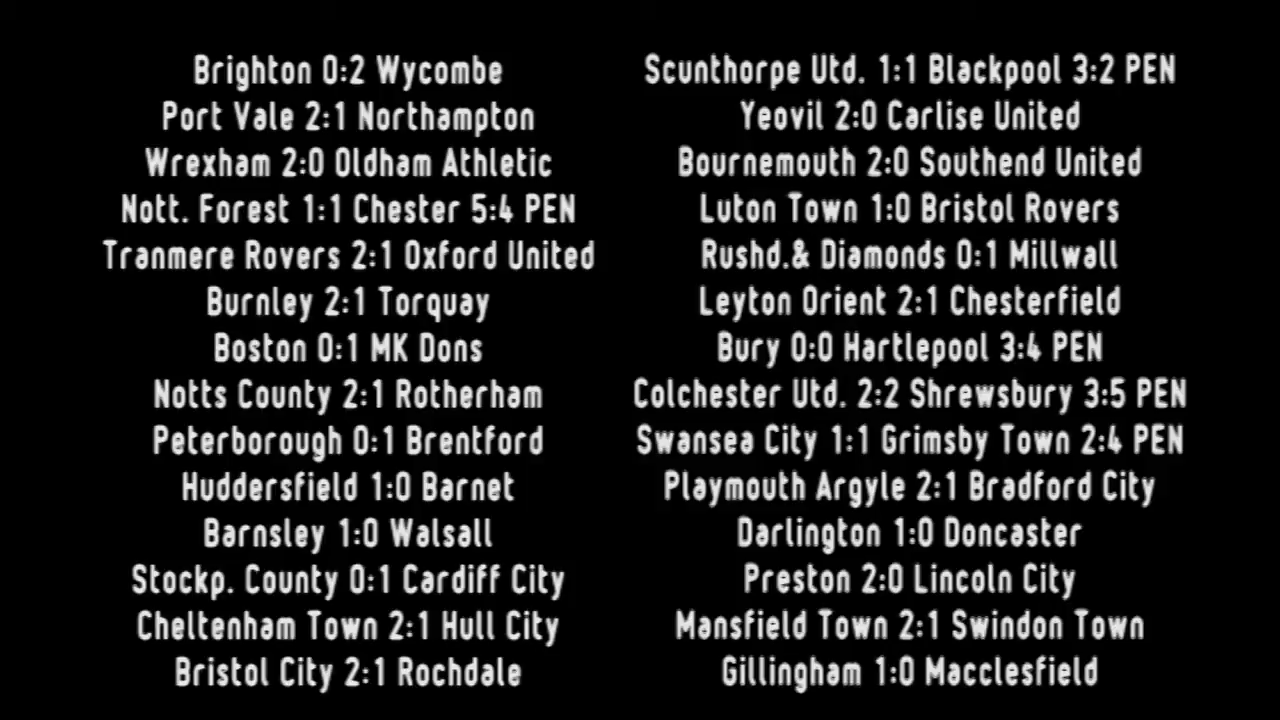 Brighton 0:2 Wycombe
Port Vale 2:1 Northampton
Wrexham 2:0 Oldham Athletic
Nott. Forest 1:1 Chester 5:4 PEN
Tranmere Rovers 2:1 Oxford United
Burnley 2:1 Torquay
Boston 0:1 MK Dons
Notts County 2:1 Rotherham
Peterborough 0:1 Brentford
Huddersfield 1:0 Barnet
Barnsley 1:0 Walsall
Stockp. County 0:1 Cardiff City
Cheltenham Town 2:1 Hull City
Bristol City 2:1 Rochdale
Scunthorpe Utd. 1:1 Blackpool 3:2 PEN
Yeovil 2:0 Carlise United
Bournemouth 2:0 Southend United
Luton Town 1:0 Bristol Rovers
Rushd.& Diamonds 0:1 Millwall
Leyton Orient 2:1 Chesterfield
Bury 0:0 Hartlepool 3:4 PEN
Colchester Utd. 2:2 Shrewsbury 3:5 PEN
Swansea City 1:1 Grimsby Town 2:4 PEN
Playmouth Argyle 2:1 Bradford City
Darlington 1:0 Doncaster
Preston 2:0 Lincoln City
Mansfield Town 2:1 Swindon Town
Gillingham 1:0 Macclesfield